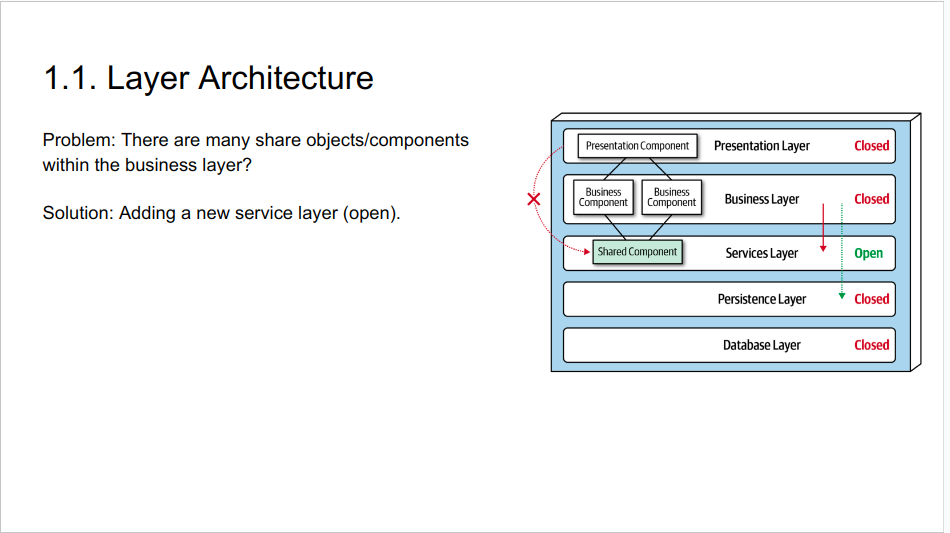 1.1. Layer Architecture
Problem: There are many share objects/components
within the business layer?
Solution: Adding a new service layer (open).
Presentation Component
Presentation Layer
Closed
Business
Component
Business
Component
Business Layer
Closed
Shared Component
Services Layer
Open
Persistence Layer
Closed
Database Layer
Closed